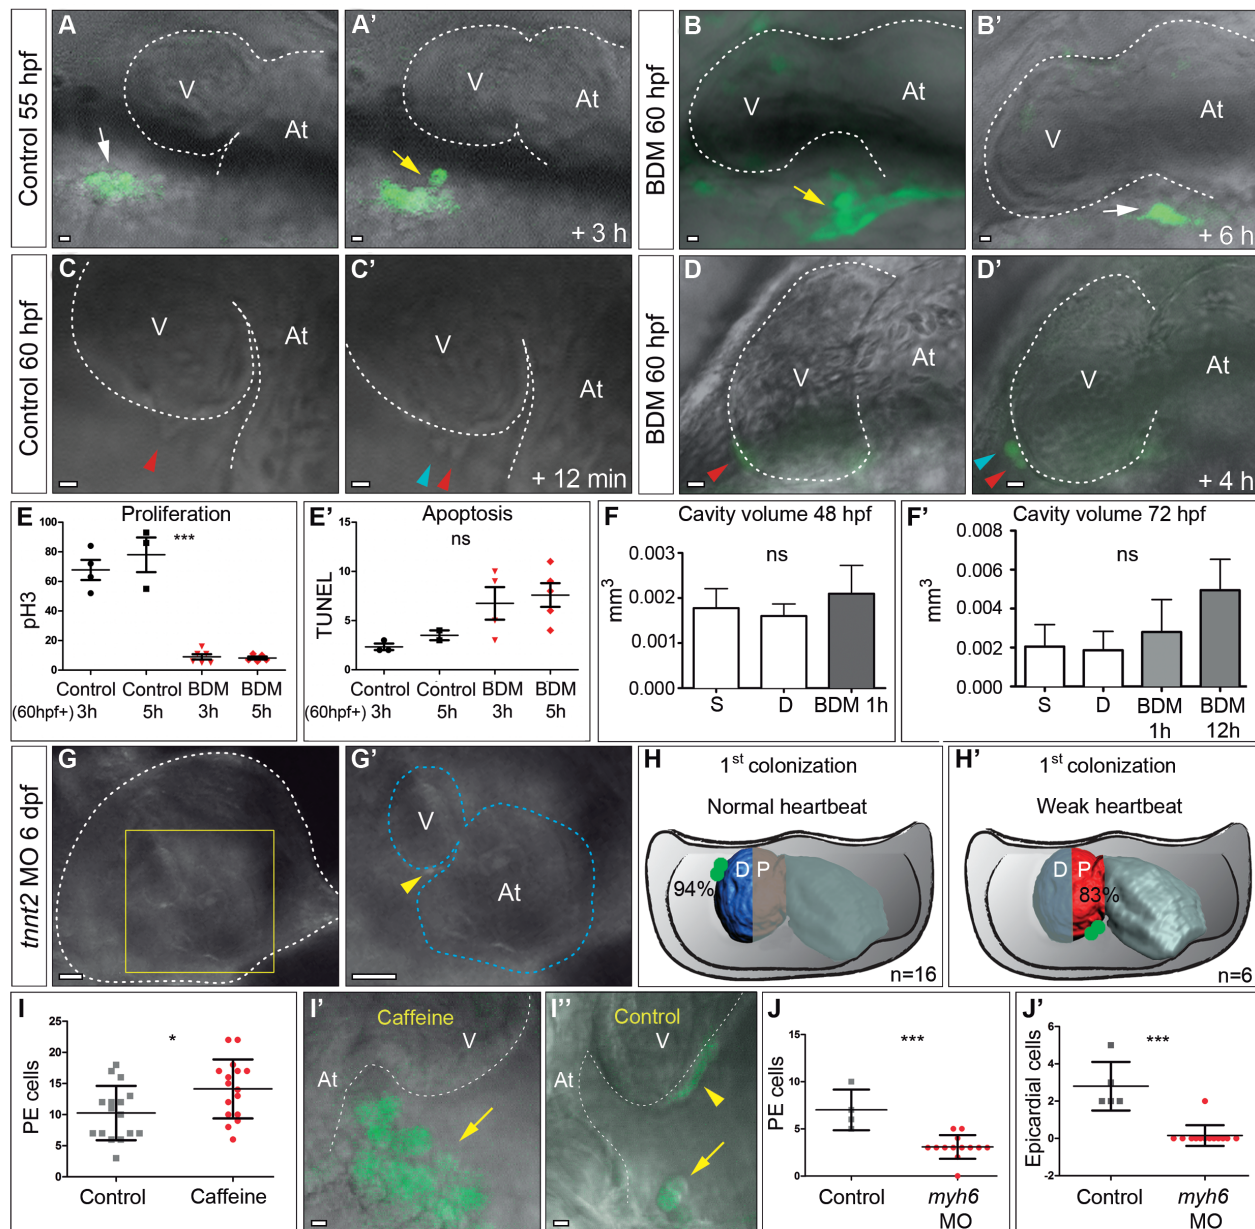 Control 55 hpf
A
V
At
A'
V
At
+ 3 h
BDM 60 hpf
B
V
At
B'
V
At
+ 6 h
Control 60 hpf
C
V
At
C'
V
At
+ 12 min
BDM 60 hpf
D
V
At
D'
V
At
+ 4 h
E
Proliferation
***
pH3
100
80
60
40
20
0
Control Control BDM BDM
(60hpf+) 3h 5h 3h 5h
E'
Apoptosis
ns
TUNEL
15
10
5
0
Control Control BDM BDM
(60hpf+) 3h 5h 3h 5h
F
Cavity volume 48 hpf
ns
mm3
0.003
0.002
0.001
0.000
S D BDM 1h
F'
Cavity volume 72 hpf
ns
mm3
0.008
0.006
0.004
0.002
0.000
S D BDM BDM
1h 12h
tnnt2 MO 6 dpf
G
G'
V
At
H
1st colonization
Normal heartbeat
D P
94%
n=16
H'
1st colonization
Weak heartbeat
D P
83%
n=6
I
*
PE cells
25
20
15
10
5
0
Control Caffeine
I'
Caffeine
V
At
I''
Control
V
At
J
***
PE cells
15
10
5
0
Control myh6
MO
J'
***
Epicardial cells
6
4
2
0
Control myh6
MO